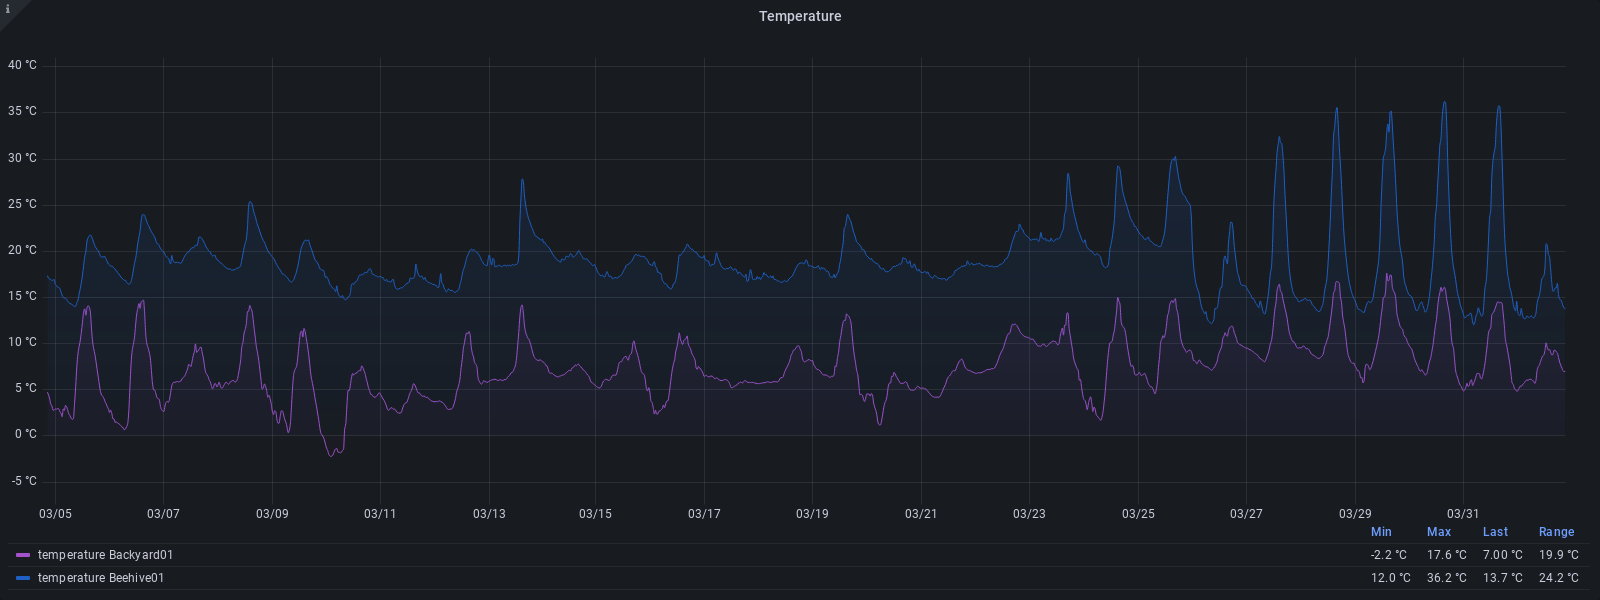 i
Temperature
40 °C
35 °C
30 °C
25 °C
20 °C
15 °C
10 °C
5 °C
0 °C
-5 °C
03/05 03/07 03/09 03/11 03/13 03/15 03/17 03/19 03/21 03/23 03/25 03/27 03/29 03/31
Min Max Last Range
temperature Backyard01 -2.2 °C 17.6 °C 7.00 °C 19.9 °C
temperature Beehive01 12.0 °C 36.2 °C 13.7 °C 24.2 °C